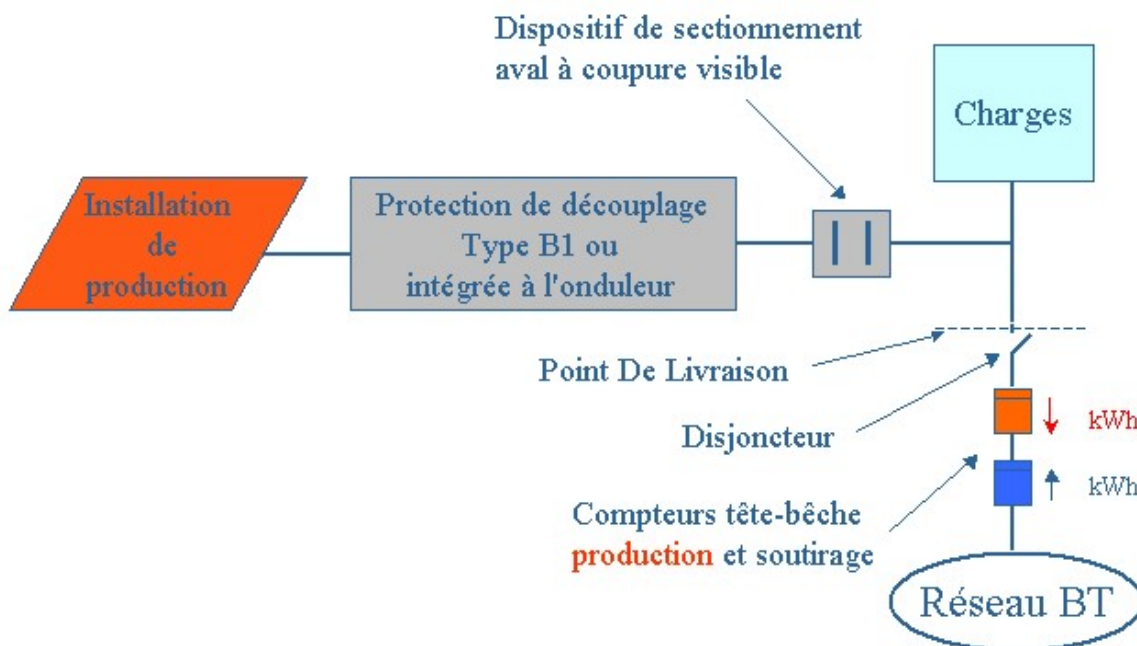 Dispositif de sectionnement
aval à coupure visible
Charges
Installation
de
production
Protection de découplage
Type B1 ou
intégrée à l'onduleur
Point De Livraison
Disjoncteur
kWh
kWh
Compteurs tête-bêche
production et soutirage
Réseau BT